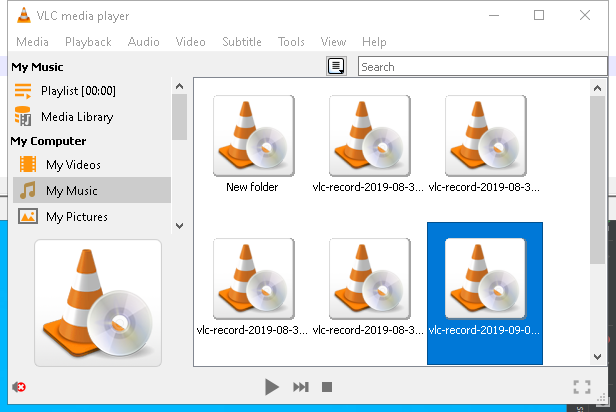 VLC media player
Media Playback Audio Video Subtitle Tools View Help
My Music
Search
Playlist [00:00]
Media Library
My Computer
My Videos
My Music
My Pictures
New folder
vlc-record-2019-08-3...
vlc-record-2019-08-3...
vlc-record-2019-08-3...
vlc-record-2019-08-3...
vlc-record-2019-09-0...